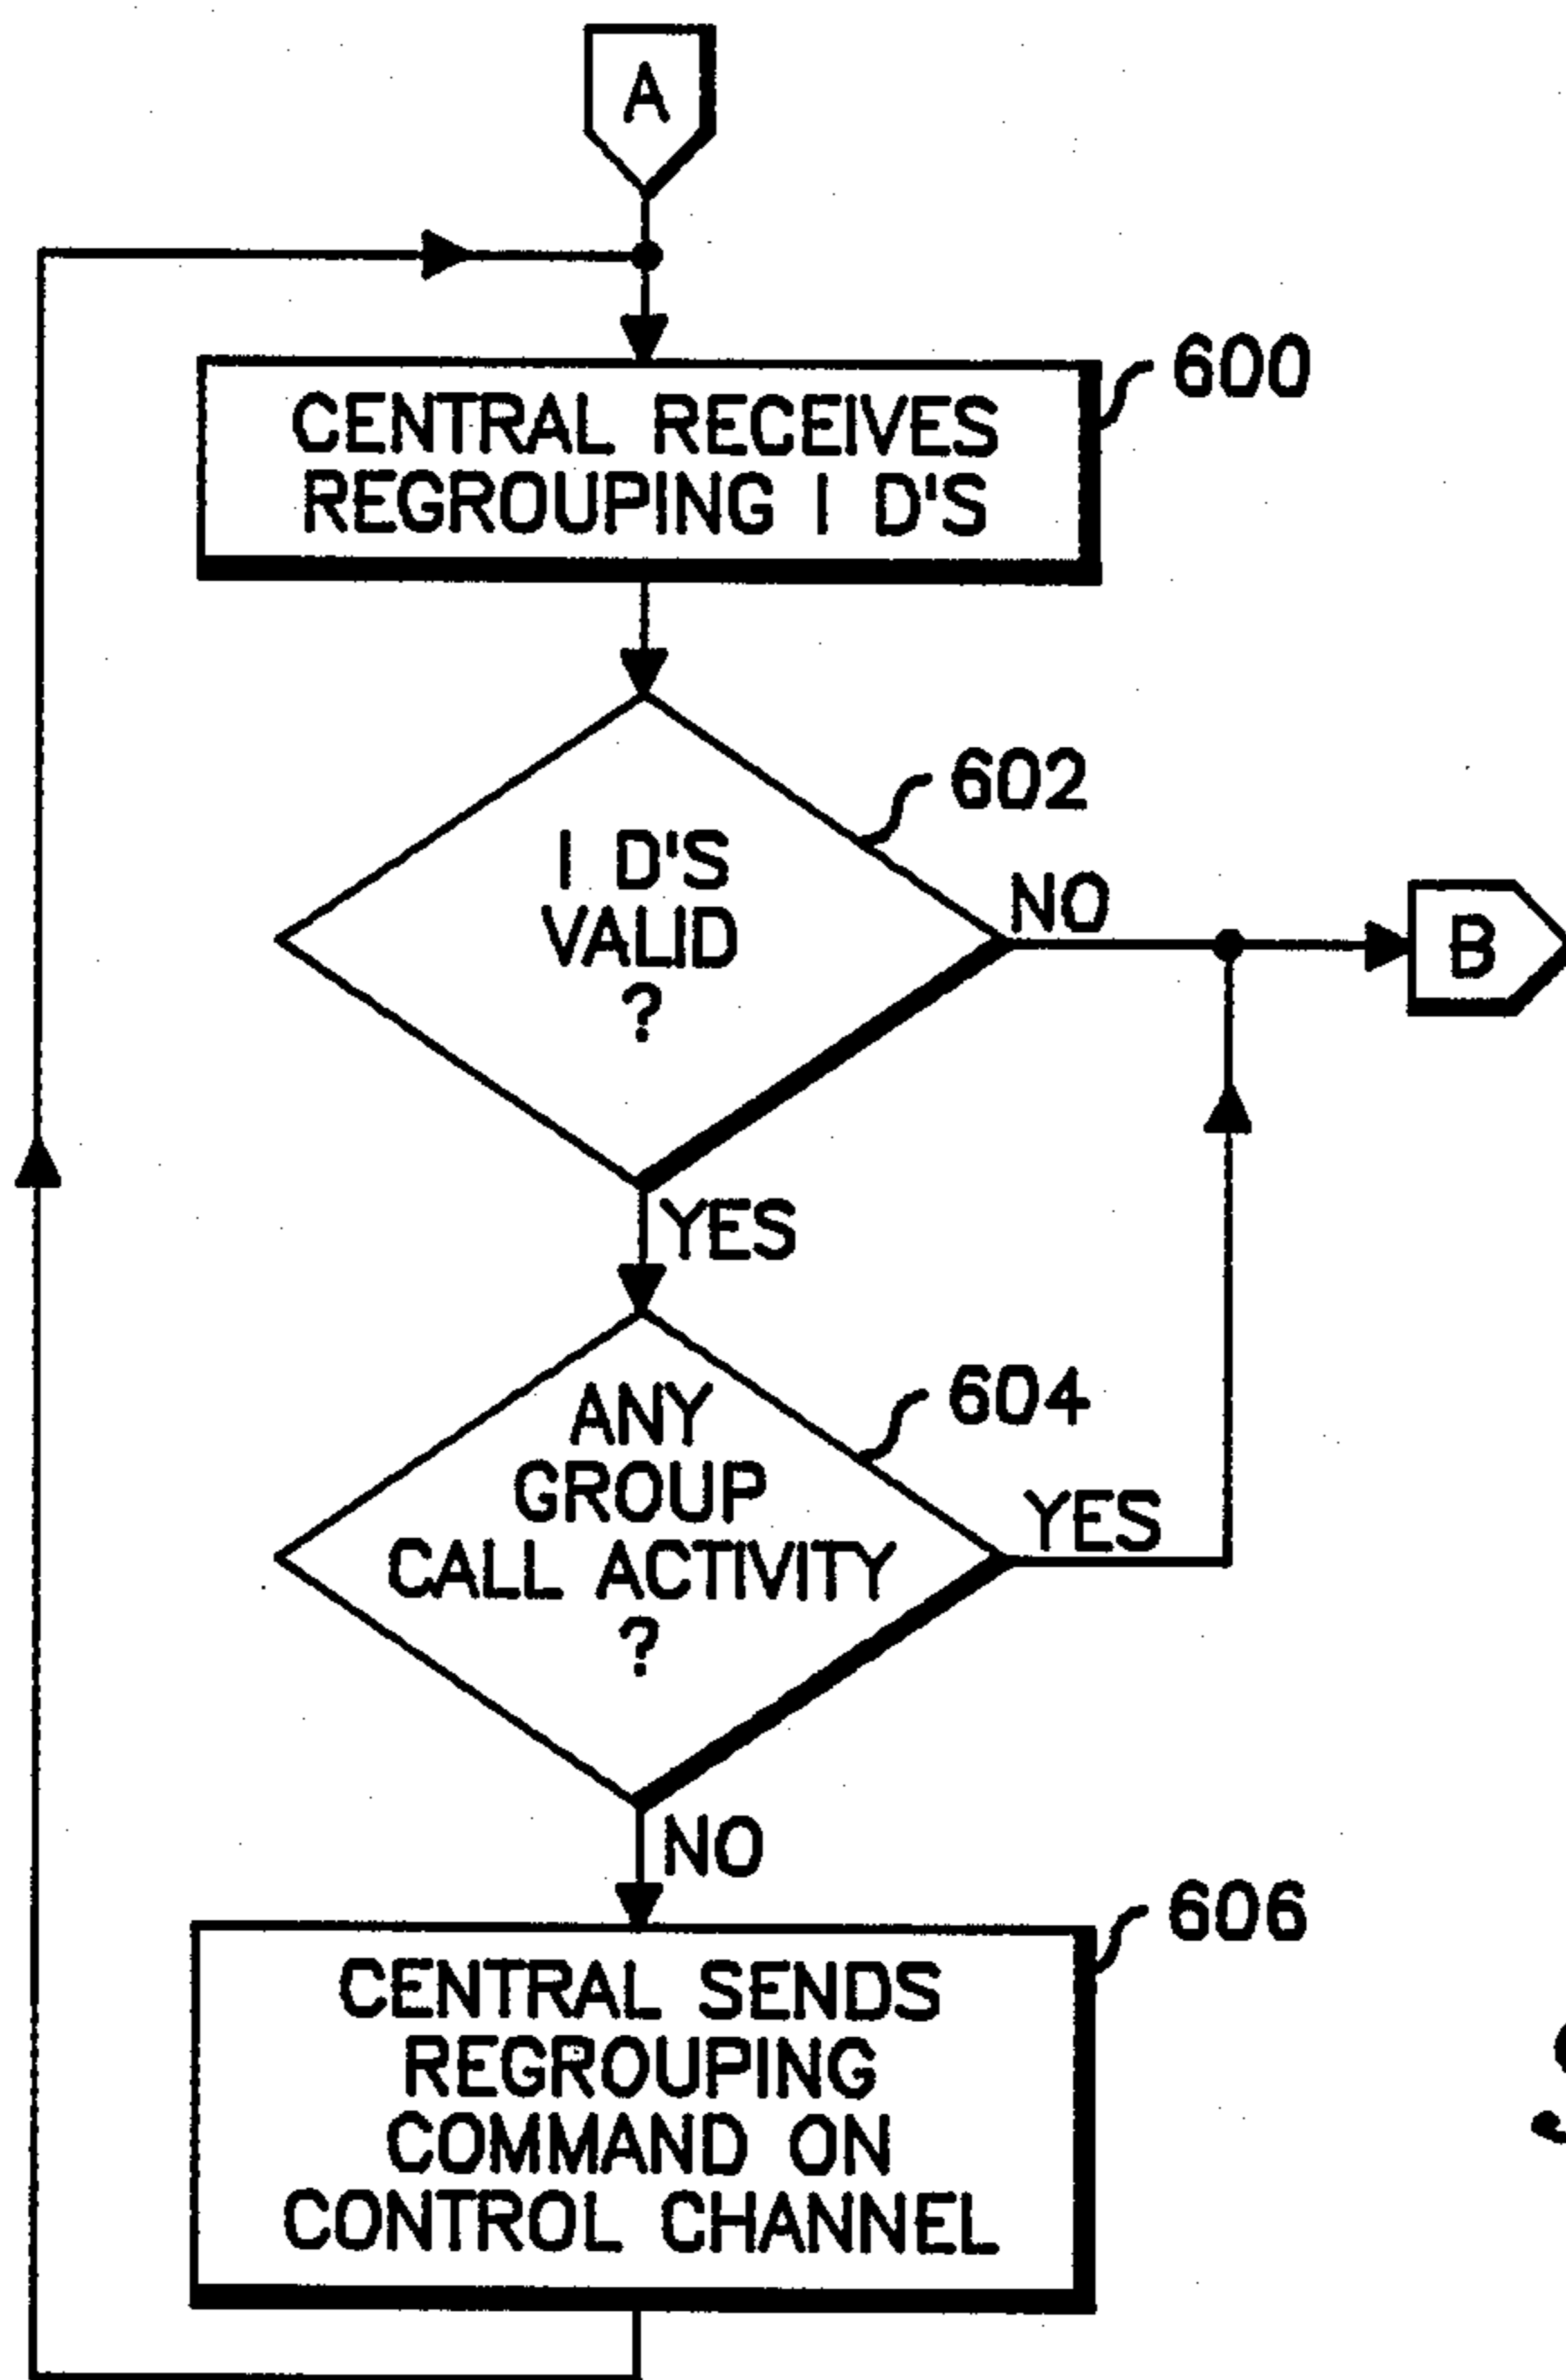 A
600
CENTRAL RECEIVES
REGROUPING I D'S
602
I D'S
VALID
?
NO
B
YES
604
ANY
GROUP
CALL ACTIVITY
?
YES
NO
606
CENTRAL SENDS
REGROUPING
COMMAND ON
CONTROL CHANNEL